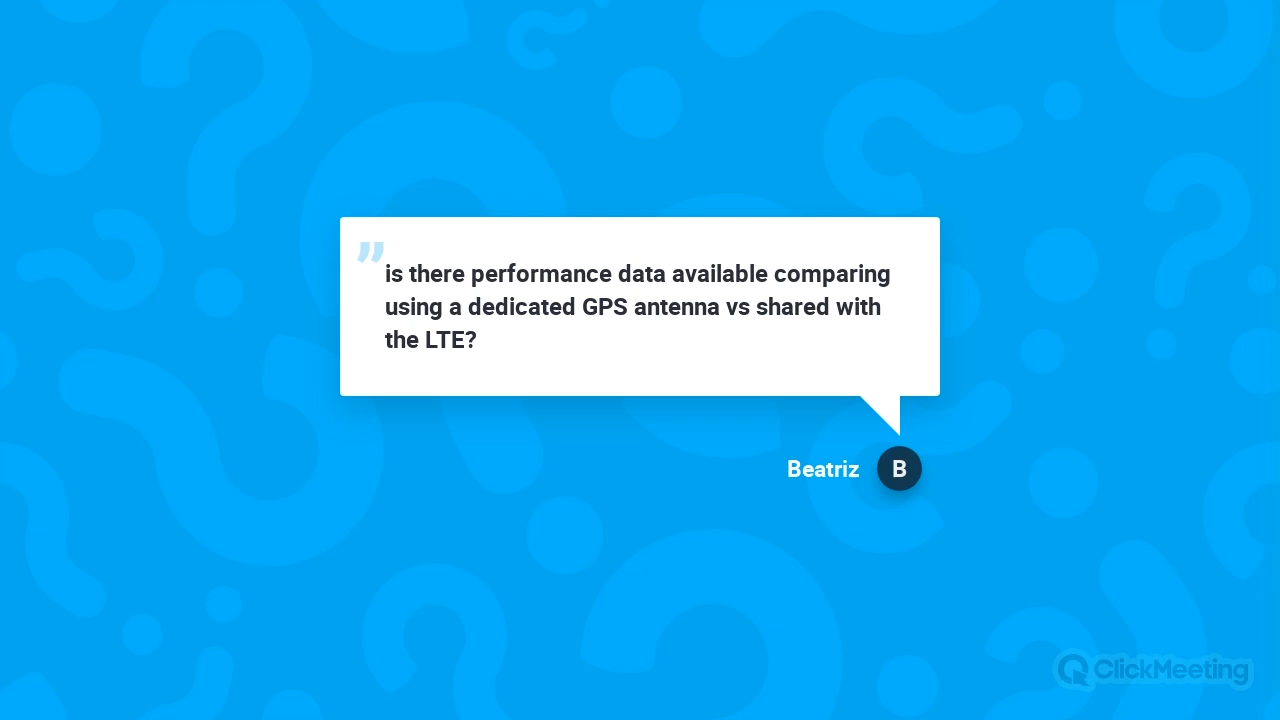 ”
is there performance data available comparing
using a dedicated GPS antenna vs shared with
the LTE?
Beatriz B
ClickMeeting